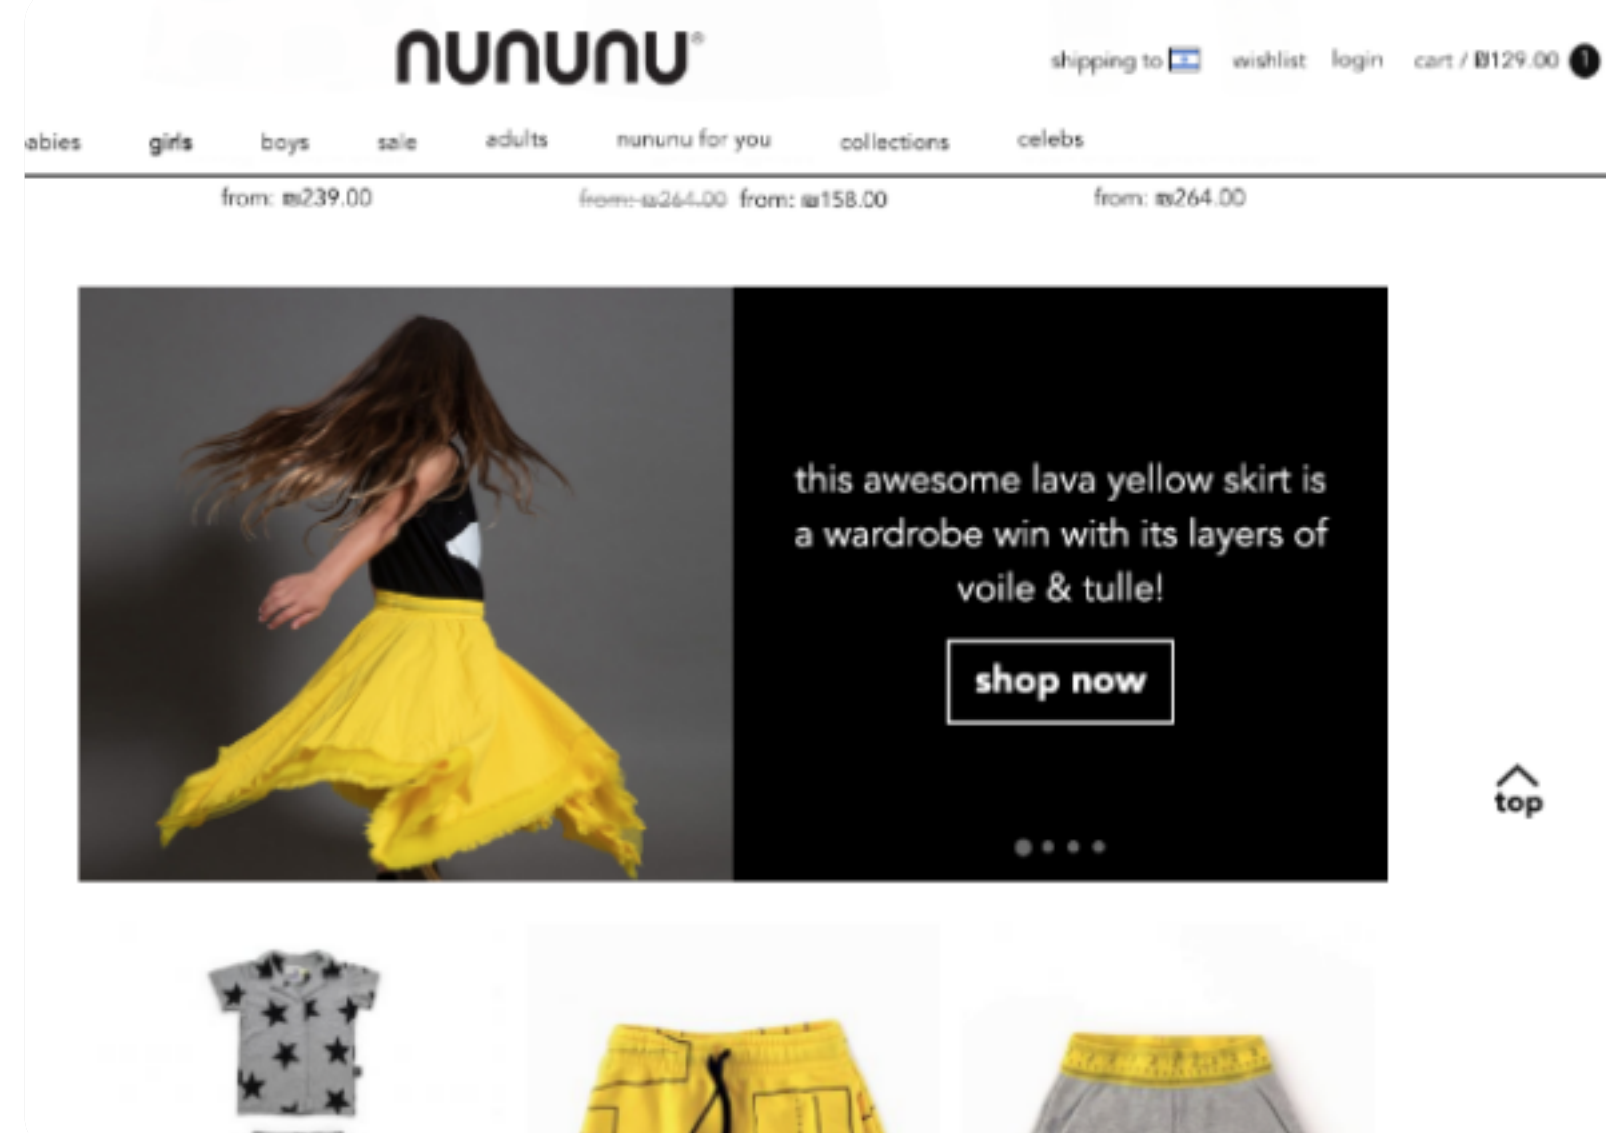 nununu®
shipping to wishlist login cart / ₪129.00 1
abies girls boys sale adults nununu for you collections celebs
from: ₪239.00 from: ₪264.00 from: ₪158.00 from: ₪264.00
this awesome lava yellow skirt is
a wardrobe win with its layers of
voile & tulle!
shop now
top